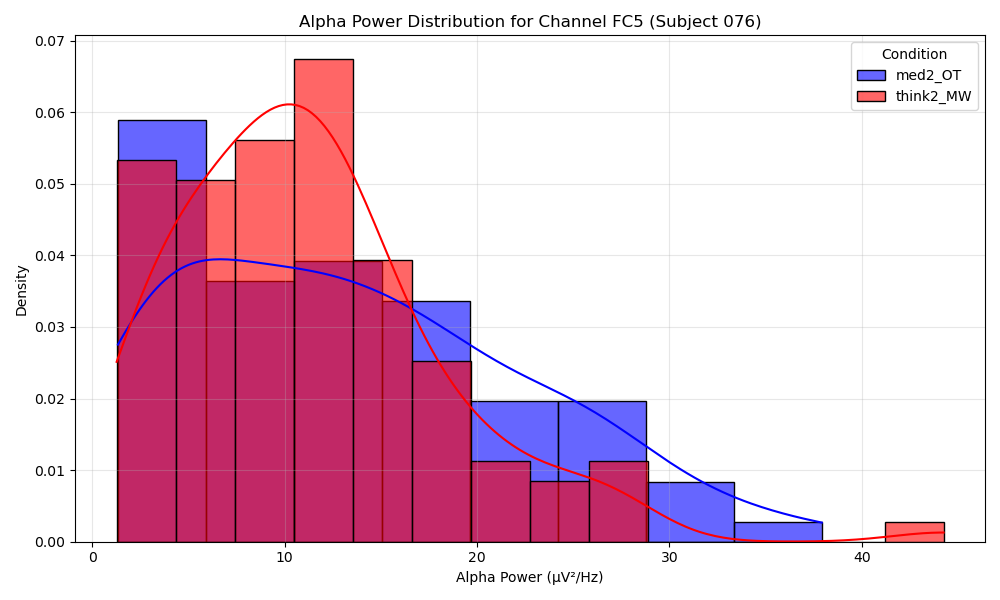 Alpha Power Distribution for Channel FC5 (Subject 076)
Condition
med2_OT
think2_MW
Density
0.07
0.06
0.05
0.04
0.03
0.02
0.01
0.00
0
10
20
30
40
Alpha Power (μV²/Hz)